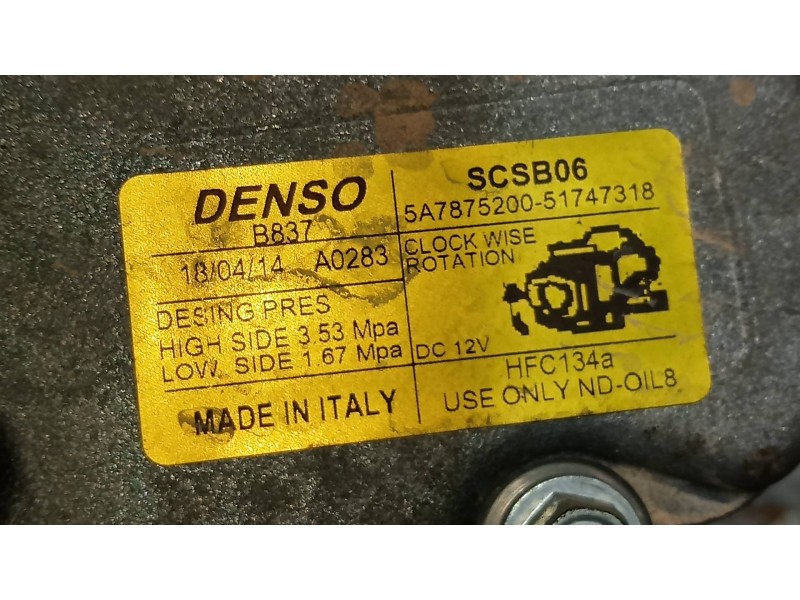 DENSO
B837
18/04/14 A0283
DESING PRES
HIGH SIDE 3.53 Mpa
LOW. SIDE 1.67 Mpa
MADE IN ITALY
SCSB06
5A7875200-51747318
CLOCK WISE
ROTATION
DC 12V
HFC134a
USE ONLY ND-OIL8